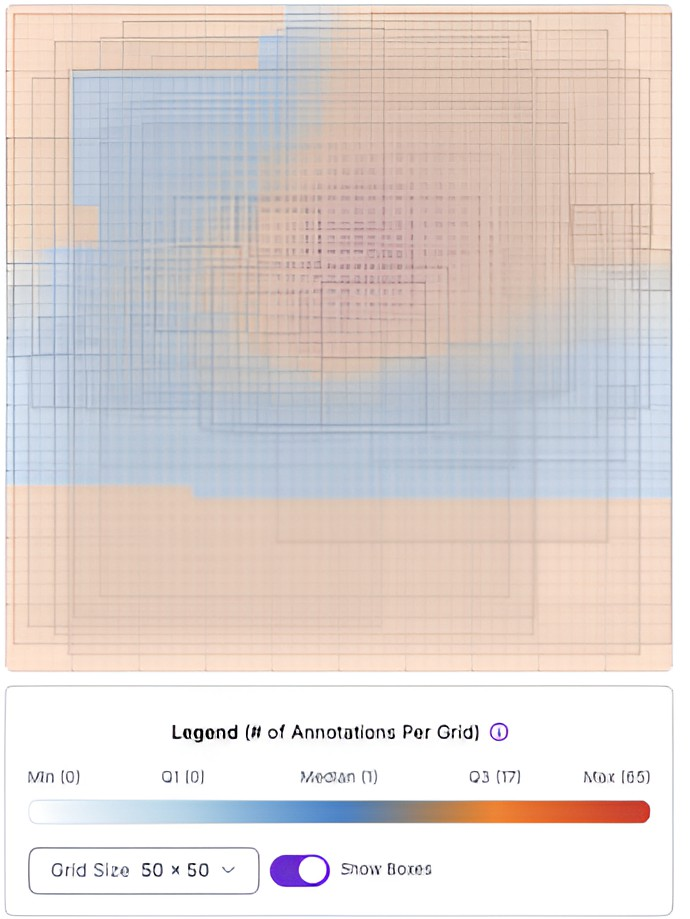 Legend (# of Annotations Per Grid)
Min (0) Q1 (0) Median (1) Q3 (17) Max (65)
Grid Size 50 × 50
Show Boxes